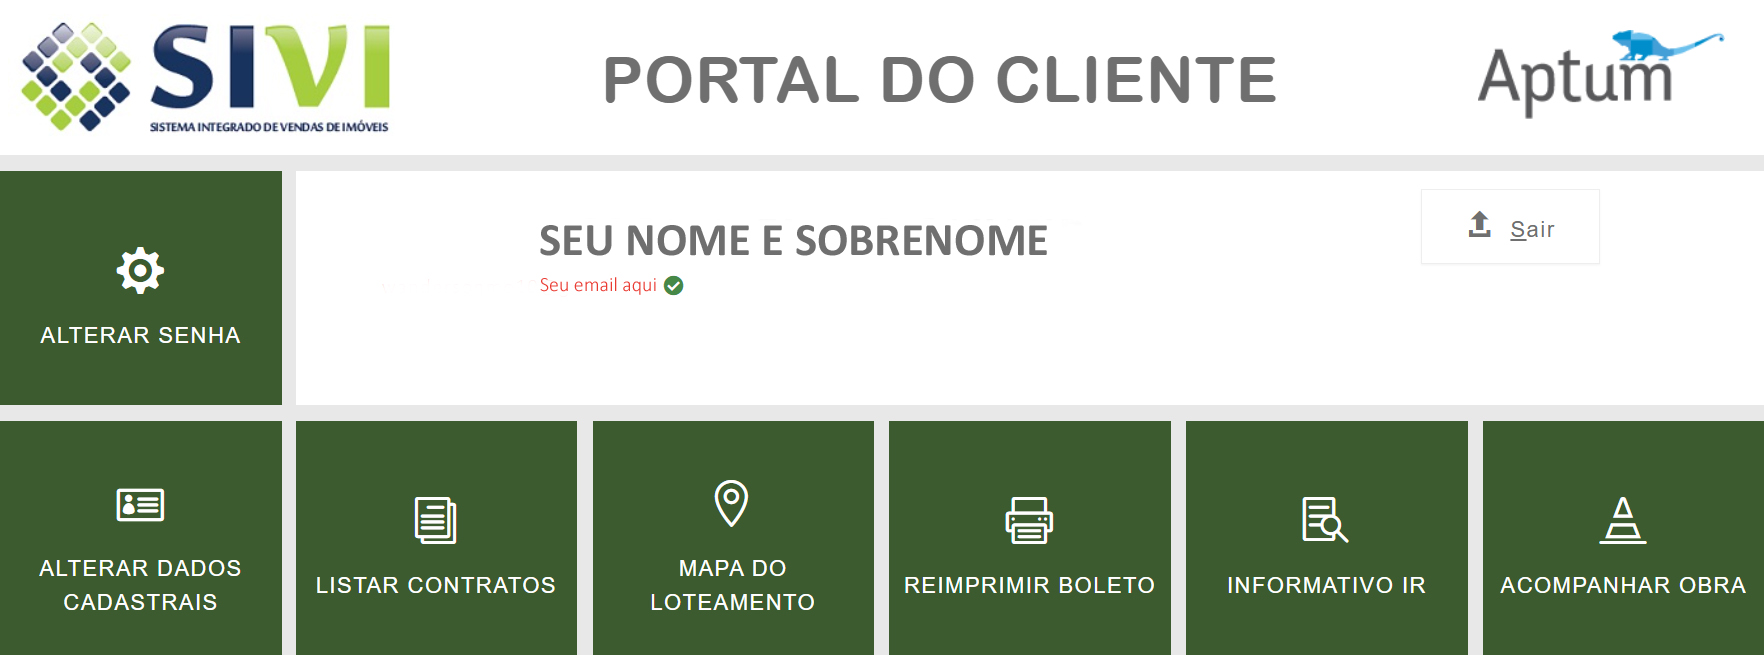 SIVI
SISTEMA INTEGRADO DE VENDAS DE IMÓVEIS
PORTAL DO CLIENTE
Aptum
ALTERAR SENHA
SEU NOME E SOBRENOME
Seu email aqui
Sair
ALTERAR DADOS
CADASTRAIS
LISTAR CONTRATOS
MAPA DO
LOTEAMENTO
REIMPRIMIR BOLETO
INFORMATIVO IR
ACOMPANHAR OBRA